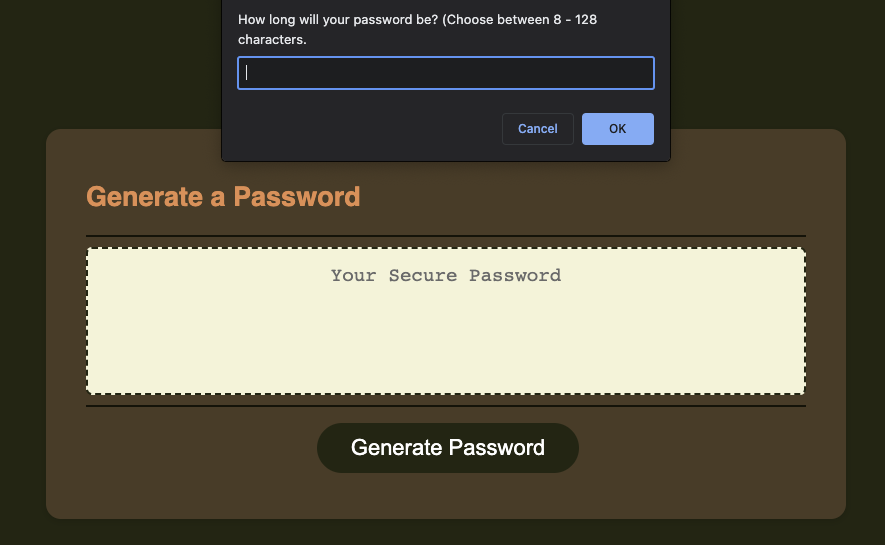 How long will your password be? (Choose between 8 - 128
characters.
Cancel
OK
Generate a Password
Your Secure Password
Generate Password